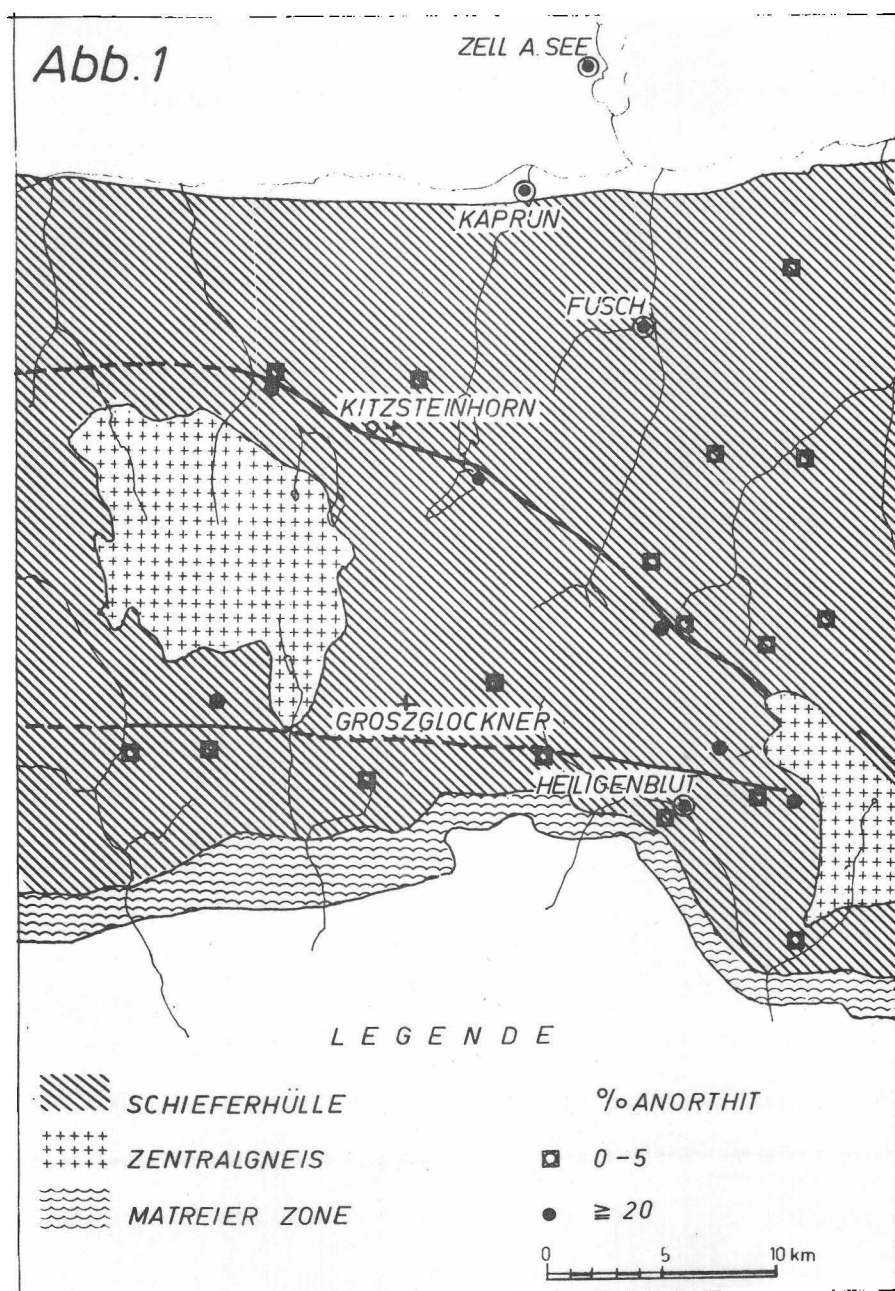 Abb.1
ZELL A. SEE
KAPRUN
FUSCH
KITZSTEINHORN
GROSZGLOCKNER
HEILIGENBLUT
LEGENDE
SCHIEFERHÜLLE
ZENTRALGNEIS
MATREIER ZONE
% ANORTHIT
0-5
≧ 20
0 5 10 km